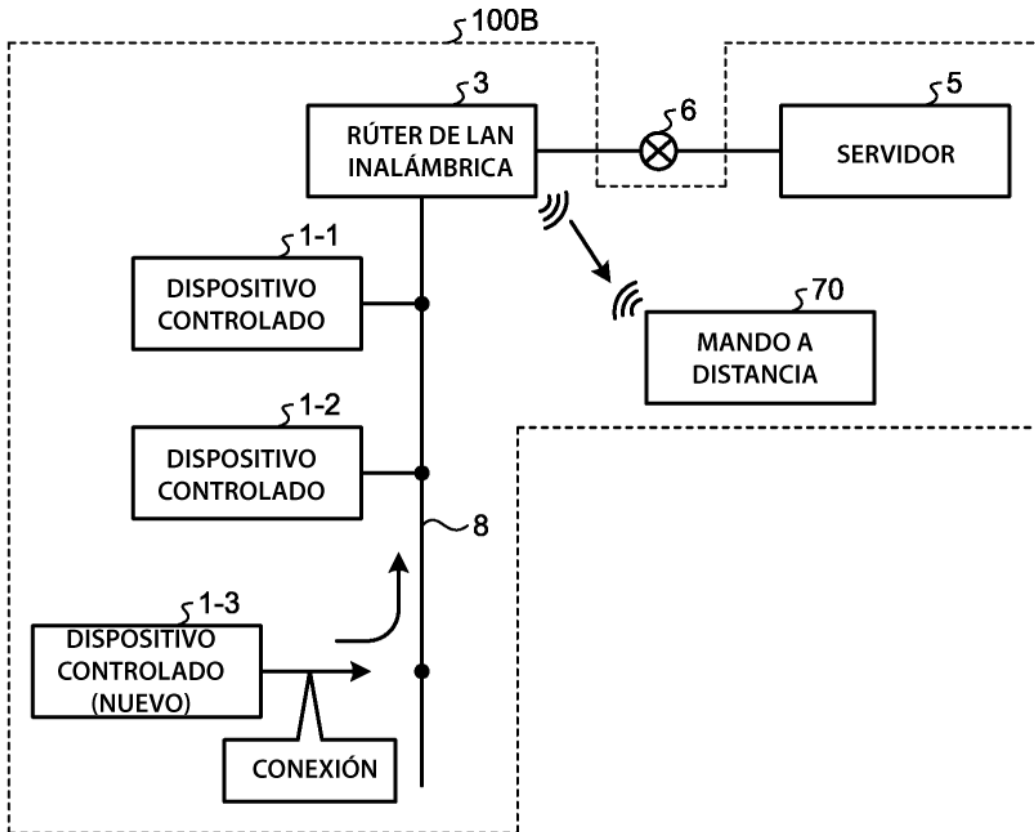 100B
3
RÚTER DE LAN
INALÁMBRICA
6
5
SERVIDOR
1-1
DISPOSITIVO
CONTROLADO
70
MANDO A
DISTANCIA
1-2
DISPOSITIVO
CONTROLADO
8
1-3
DISPOSITIVO
CONTROLADO
(NUEVO)
CONEXIÓN